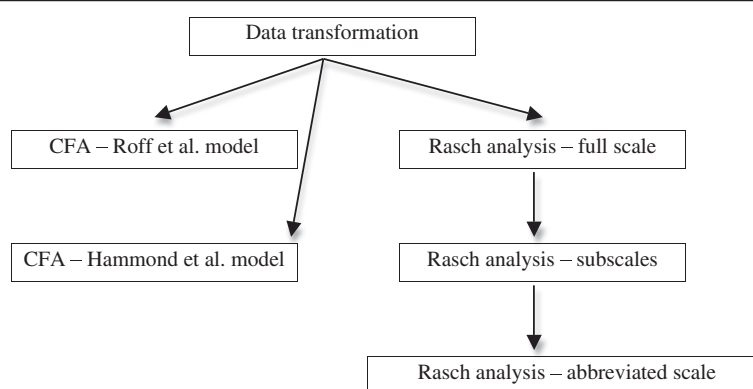 Data transformation
CFA – Roff et al. model
Rasch analysis – full scale
CFA – Hammond et al. model
Rasch analysis – subscales
Rasch analysis – abbreviated scale